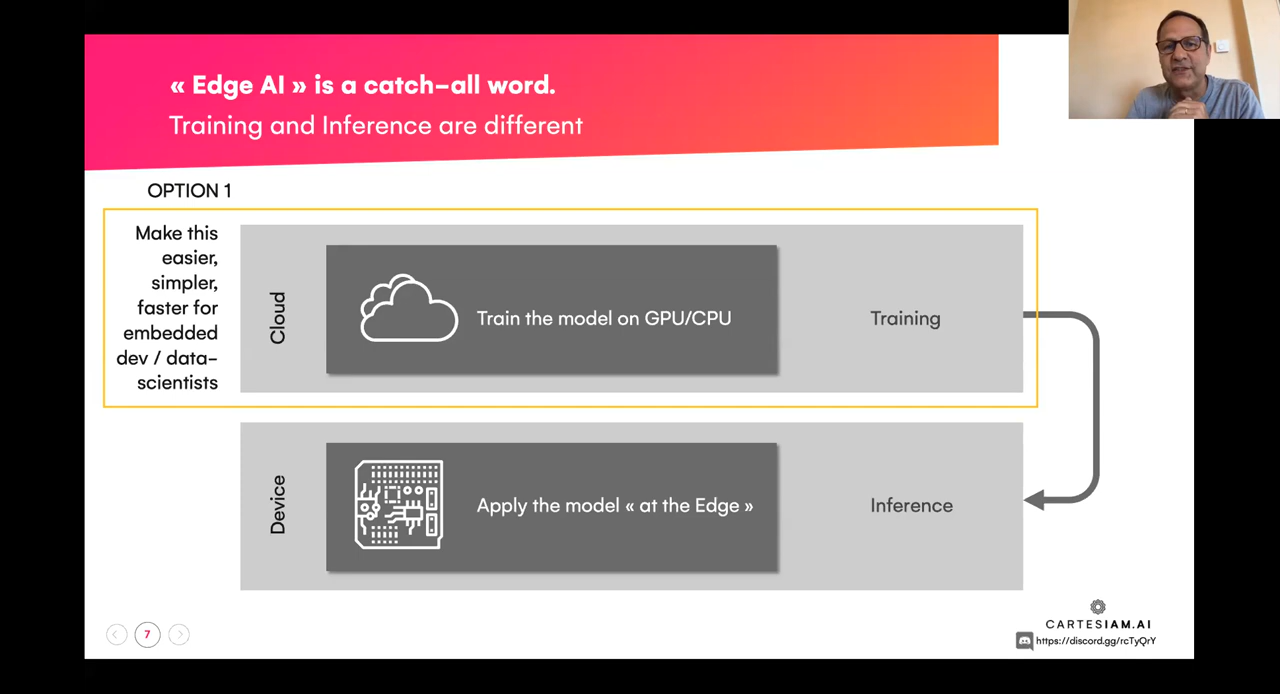 « Edge AI » is a catch-all word.
Training and Inference are different
OPTION 1
Make this
easier,
simpler,
faster for
embedded
dev / data-
scientists
Cloud
Train the model on GPU/CPU
Training
Device
Apply the model « at the Edge »
Inference
7
CARTESIAM.AI
https://discord.gg/rcTyQrY